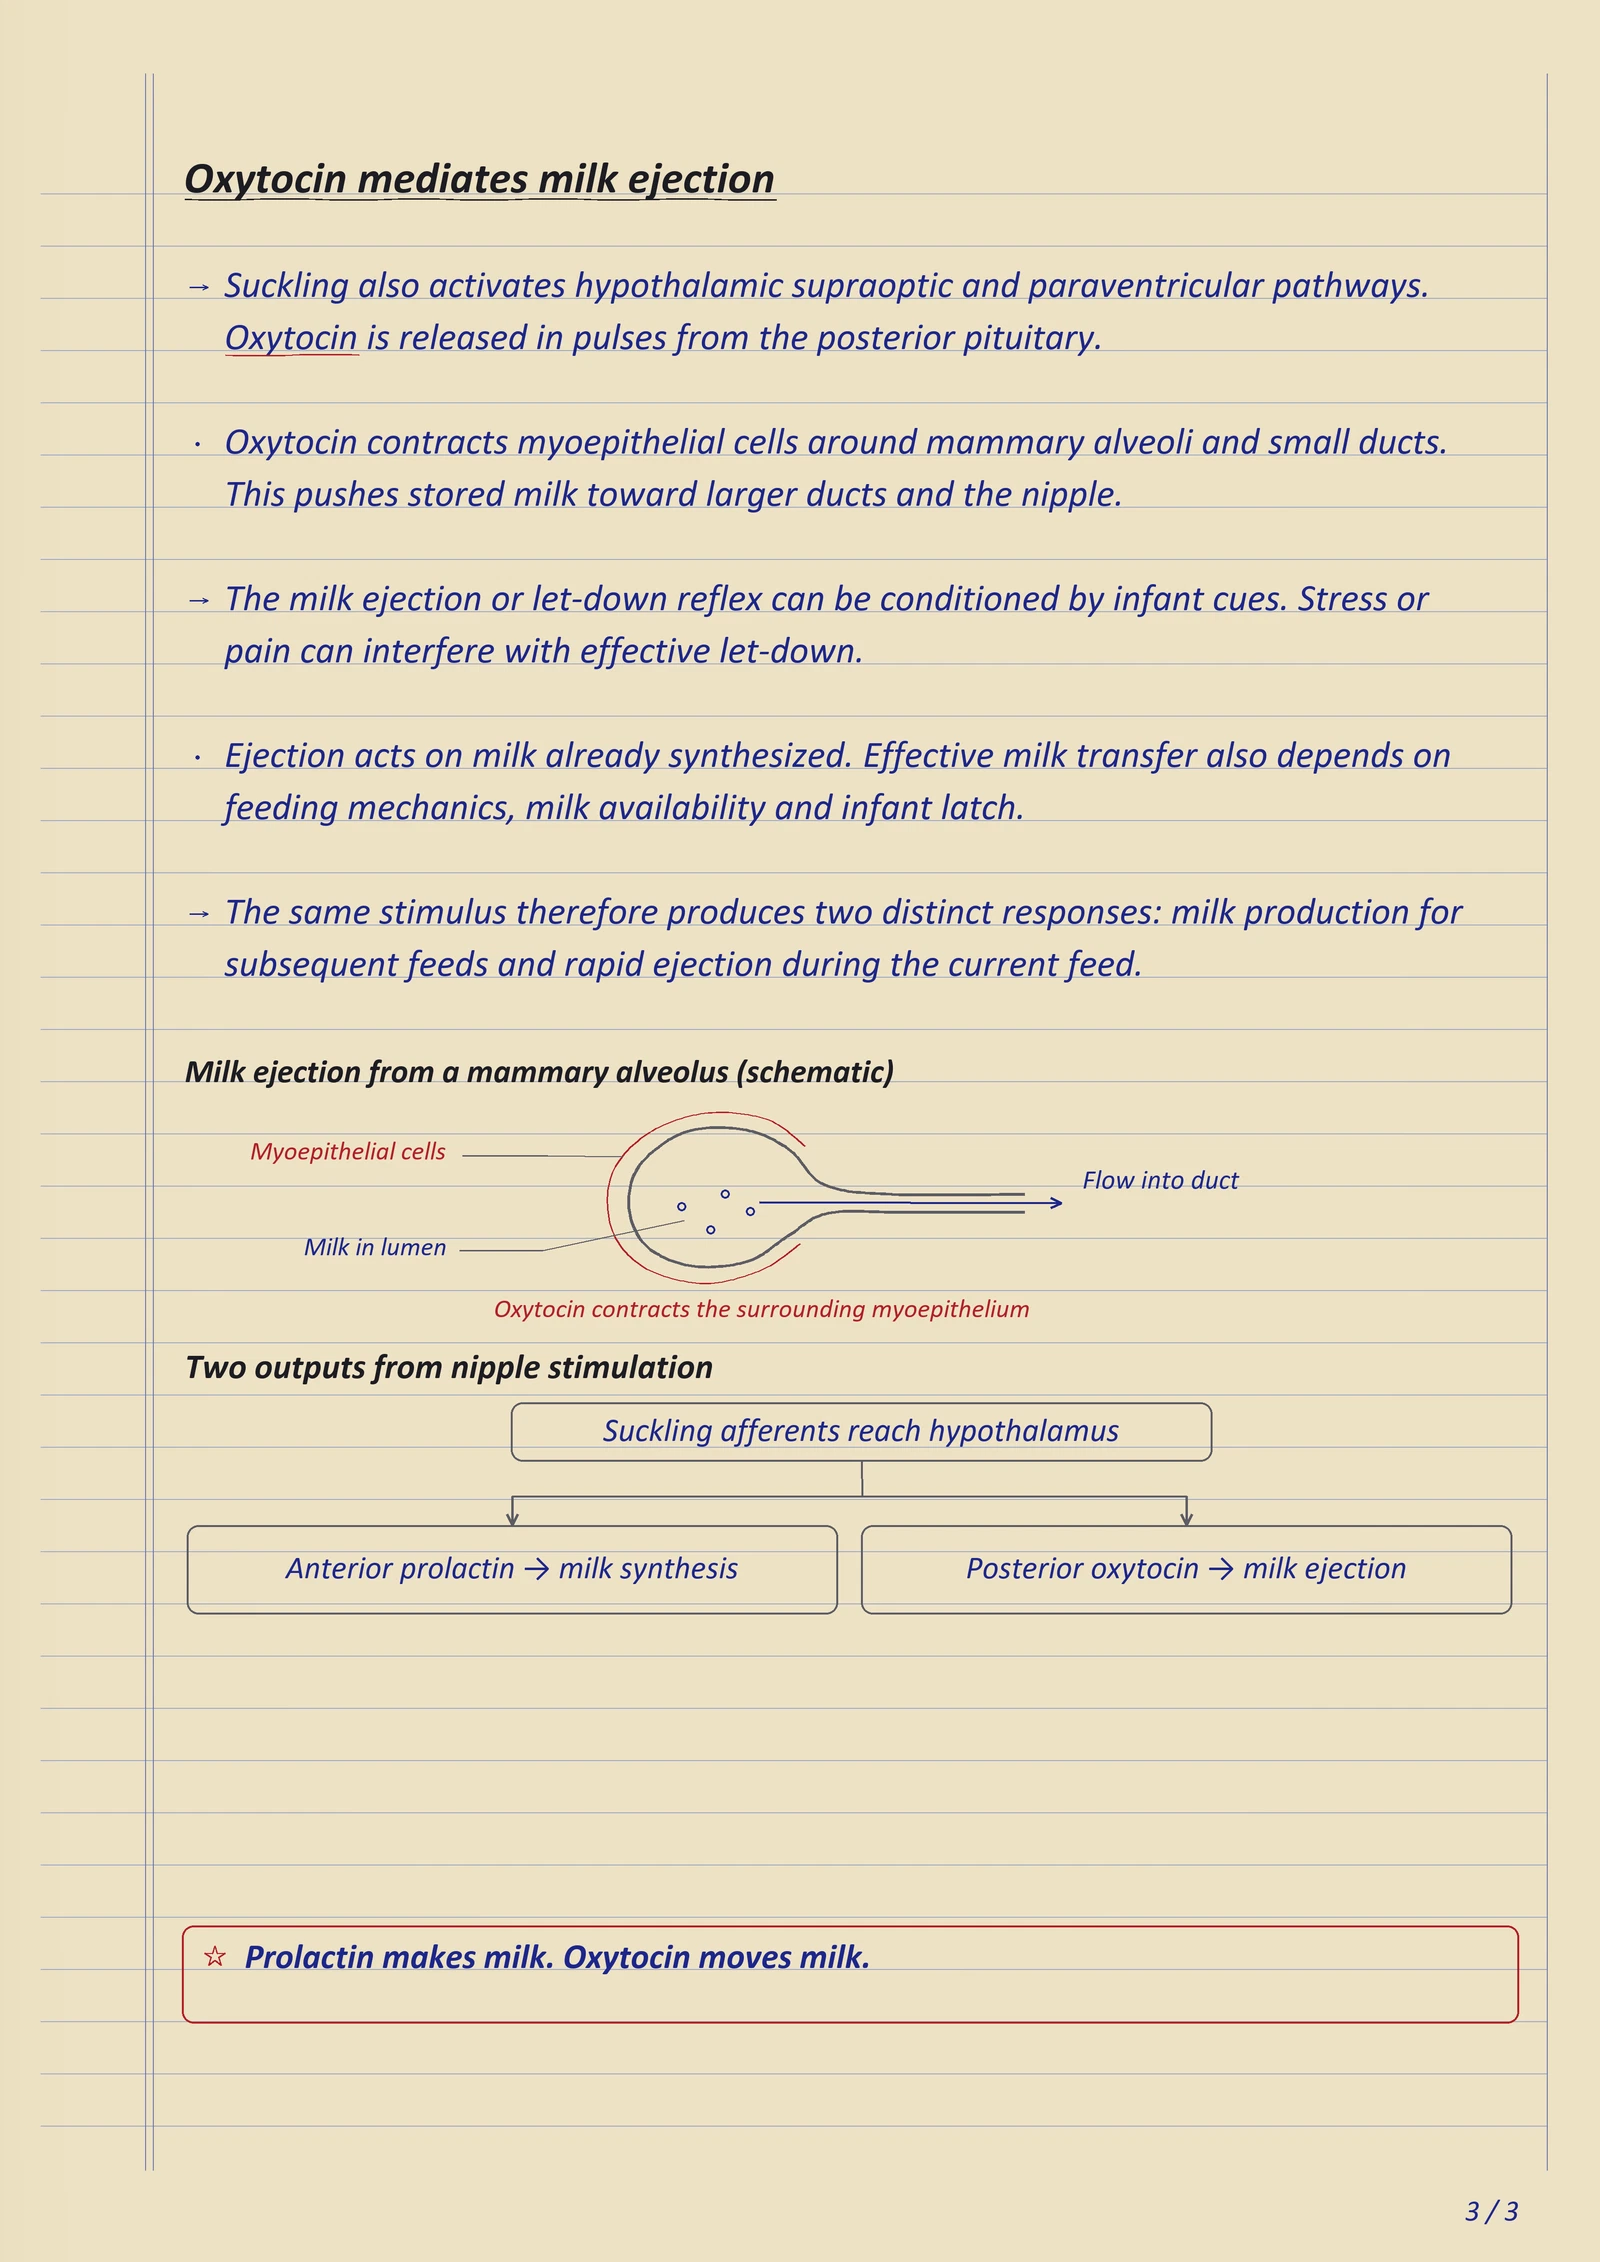 Oxytocin mediates milk ejection
→ Suckling also activates hypothalamic supraoptic and paraventricular pathways.
Oxytocin is released in pulses from the posterior pituitary.
· Oxytocin contracts myoepithelial cells around mammary alveoli and small ducts.
This pushes stored milk toward larger ducts and the nipple.
→ The milk ejection or let-down reflex can be conditioned by infant cues. Stress or
pain can interfere with effective let-down.
· Ejection acts on milk already synthesized. Effective milk transfer also depends on
feeding mechanics, milk availability and infant latch.
→ The same stimulus therefore produces two distinct responses: milk production for
subsequent feeds and rapid ejection during the current feed.
Milk ejection from a mammary alveolus (schematic)
Myoepithelial cells
Flow into duct
Milk in lumen
Oxytocin contracts the surrounding myoepithelium
Two outputs from nipple stimulation
Suckling afferents reach hypothalamus
Anterior prolactin → milk synthesis
Posterior oxytocin → milk ejection
☆ Prolactin makes milk. Oxytocin moves milk.
3 / 3